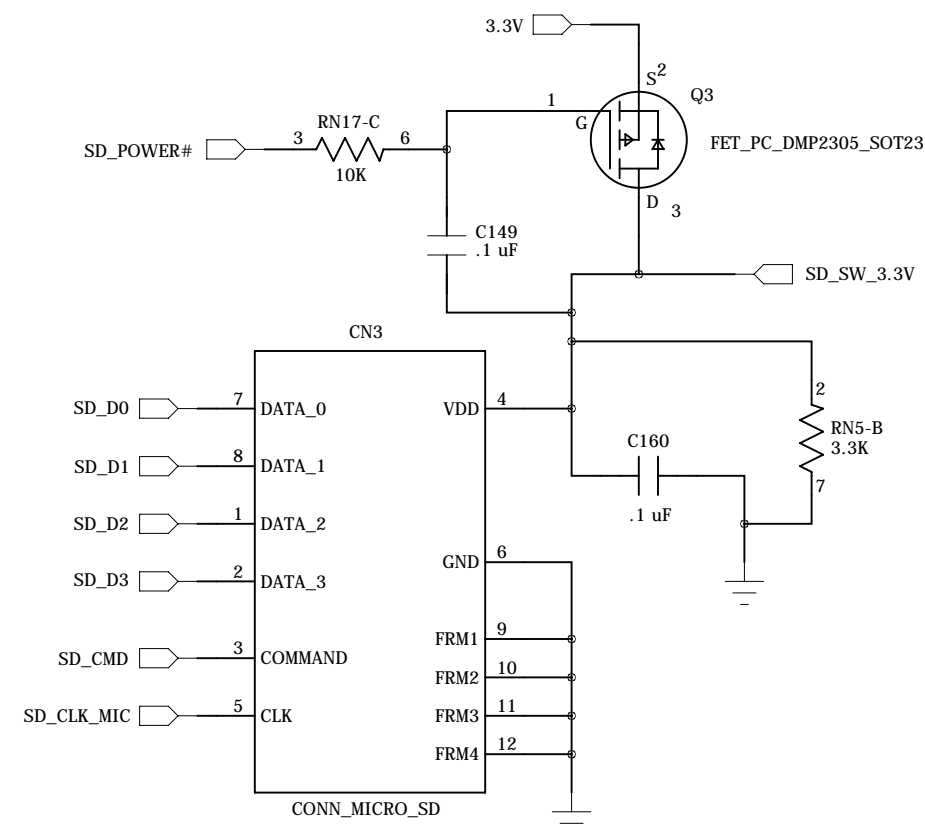 3.3V
S 2
Q3
1
G
FET_PC_DMP2305_SOT23
RN17-C
SD_POWER# 3 6
10K
D 3
C149
.1 uF
SD_SW_3.3V
CN3
2
SD_D0 7 DATA_0 VDD 4
RN5-B
3.3K
C160
SD_D1 8 DATA_1
7
.1 uF
SD_D2 1 DATA_2
GND 6
SD_D3 2 DATA_3
FRM1 9
SD_CMD 3 COMMAND
FRM2 10
SD_CLK_MIC 5 CLK FRM3 11
FRM4 12
CONN_MICRO_SD